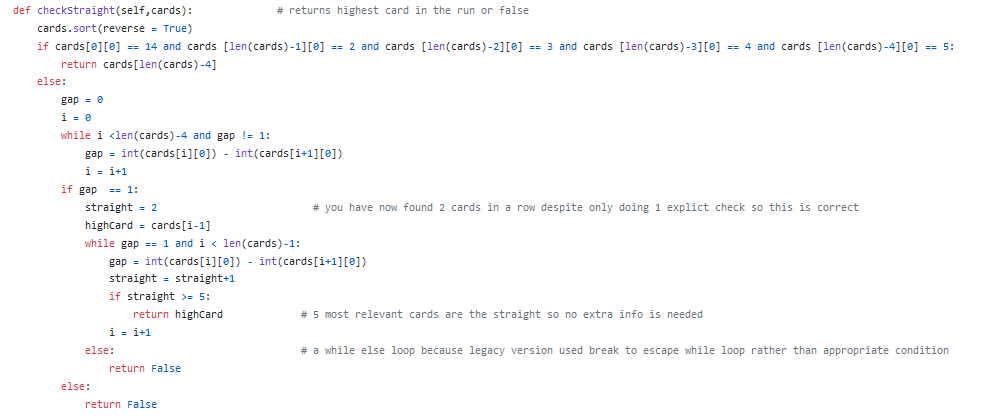 def checkStraight(self,cards):            # returns highest card in the run or false
    cards.sort(reverse = True)
    if cards[0][0] == 14 and cards [len(cards)-1][0] == 2 and cards [len(cards)-2][0] == 3 and cards [len(cards)-3][0] == 4 and cards [len(cards)-4][0] == 5:
        return cards[len(cards)-4]
    else:
        gap = 0
        i = 0
        while i <len(cards)-4 and gap != 1:
            gap = int(cards[i][0]) - int(cards[i+1][0])
            i = i+1
        if gap  == 1:
            straight = 2                          # you have now found 2 cards in a row despite only doing 1 explict check so this is correct
            highCard = cards[i-1]
            while gap == 1 and i < len(cards)-1:
                gap = int(cards[i][0]) - int(cards[i+1][0])
                straight = straight+1
                if straight >= 5:
                    return highCard             # 5 most relevant cards are the straight so no extra info is needed
                i = i+1
            else:                               # a while else loop because legacy version used break to escape while loop rather than appropriate condition
                return False
        else:
            return False